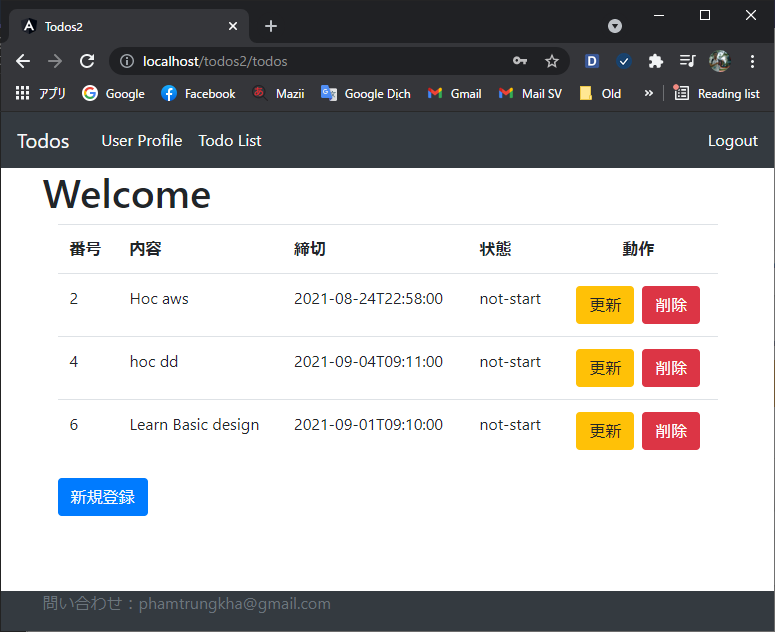 Todos2
localhost/todos2/todos
アプリ Google Facebook Mazii Google Dịch Gmail Mail SV Old » Reading list
Todos User Profile Todo List Logout
Welcome
番号 内容 締切 状態 動作
2 Hoc aws 2021-08-24T22:58:00 not-start 更新 削除
4 hoc dd 2021-09-04T09:11:00 not-start 更新 削除
6 Learn Basic design 2021-09-01T09:10:00 not-start 更新 削除
新規登録
問い合わせ：phamtrungkha@gmail.com